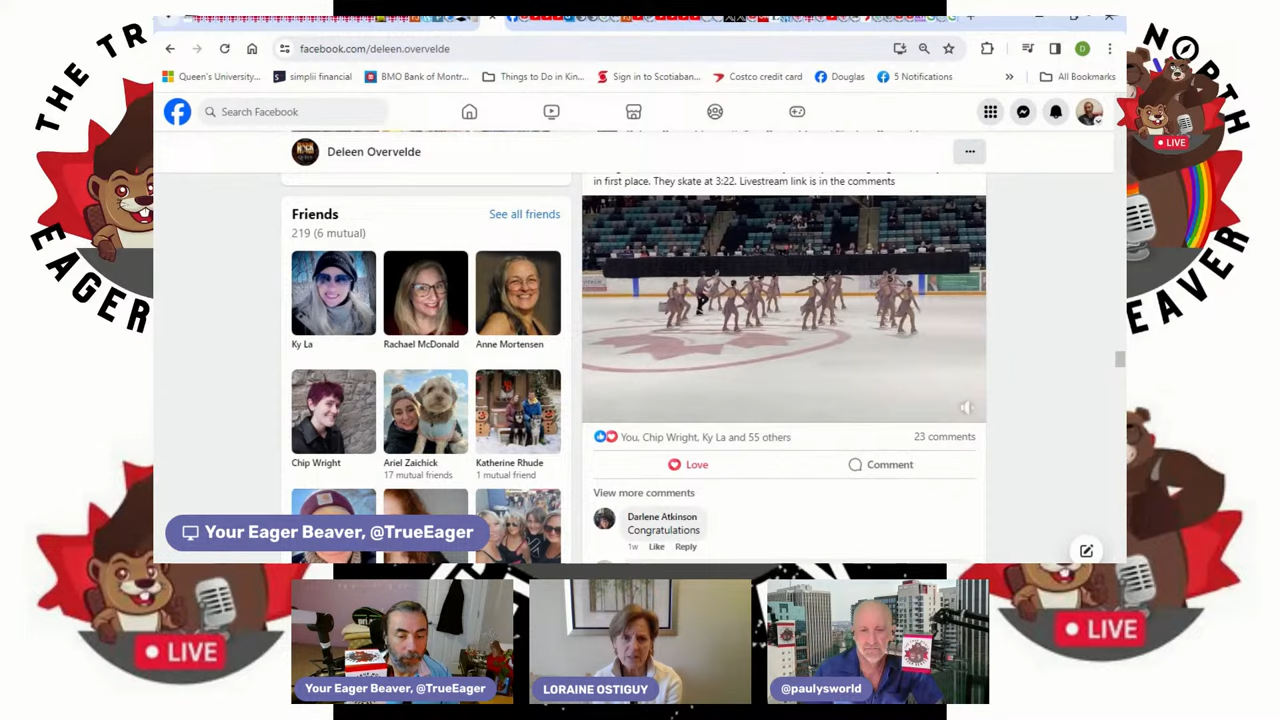 THE TR
NORTH
EAGER
BEAVER
LIVE
facebook.com/deleen.overvelde
D
Queen's University... simplii financial BMO Bank of Montr... Things to Do in Kin... Sign in to Scotiaban... Costco credit card Douglas 5 Notifications » All Bookmarks
Search Facebook
Deleen Overvelde
in first place. They skate at 3:22. Livestream link is in the comments
Friends See all friends
219 (6 mutual)
Ky La Rachael McDonald Anne Mortensen
Chip Wright Ariel Zaichick Katherine Rhude
17 mutual friends 1 mutual friend
You, Chip Wright, Ky La and 55 others 23 comments
Love Comment
View more comments
Darlene Atkinson
Congratulations
1w Like Reply
Your Eager Beaver, @TrueEager
LIVE
LIVE
Your Eager Beaver, @TrueEager
LORAINE OSTIGUY
@paulysworld